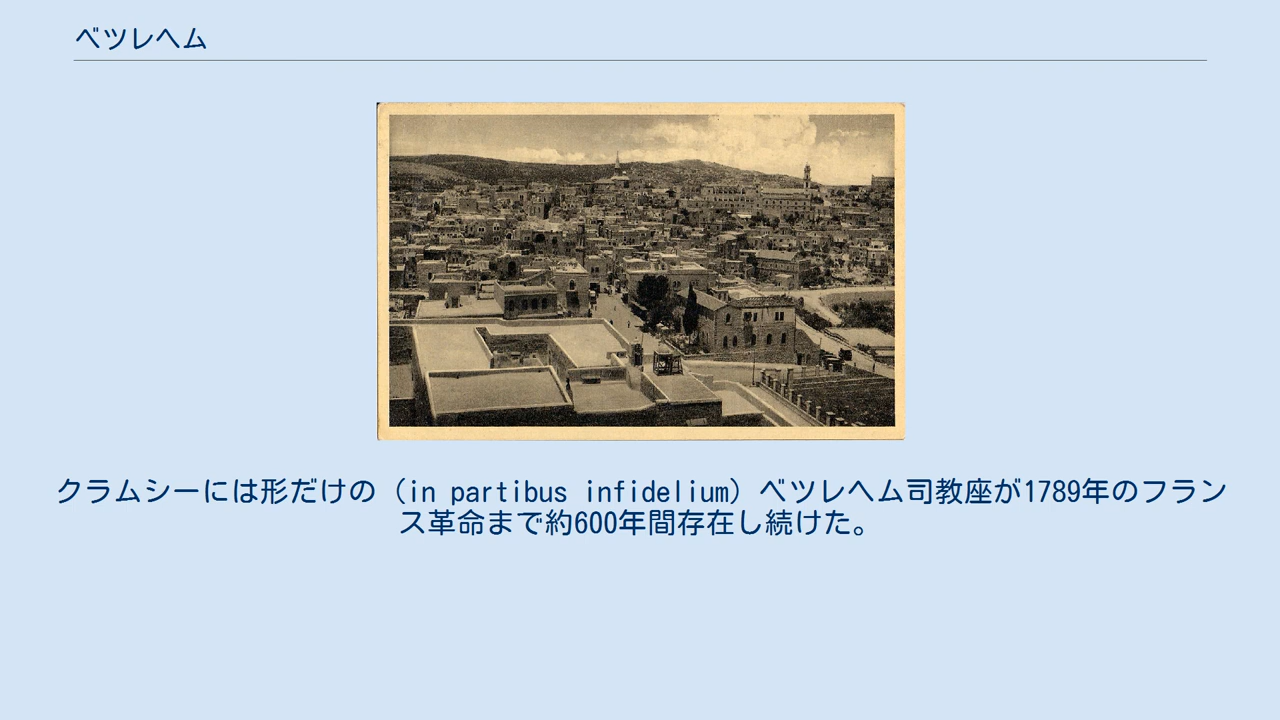 ベツレヘム
クラムシーには形だけの（in partibus infidelium）ベツレヘム司教座が1789年のフラン
ス革命まで約600年間存在し続けた。